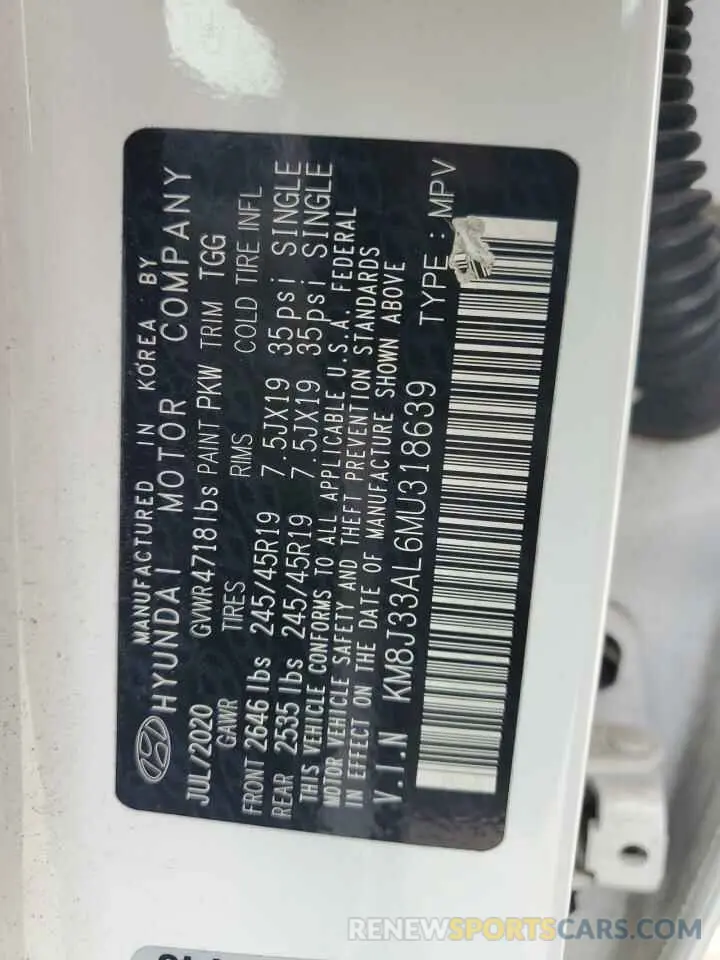 MANUFACTURED IN KOREA BY
HYUNDAI MOTOR COMPANY
JUL/2020 GVWR 4718 lbs PAINT PKW TRIM TGG
GAWR TIRES RIMS COLD TIRE INFL
FRONT 2646 lbs 245/45R19 7.5JX19 35psi SINGLE
REAR 2535 lbs 245/45R19 7.5JX19 35psi SINGLE
THIS VEHICLE CONFORMS TO ALL APPLICABLE U.S.A. FEDERAL
MOTOR VEHICLE SAFETY AND THEFT PREVENTION STANDARDS
IN EFFECT ON THE DATE OF MANUFACTURE SHOWN ABOVE
V.I.N KM8J33AL6MU318639 TYPE : MPV
RENEWSPORTSCARS.COM